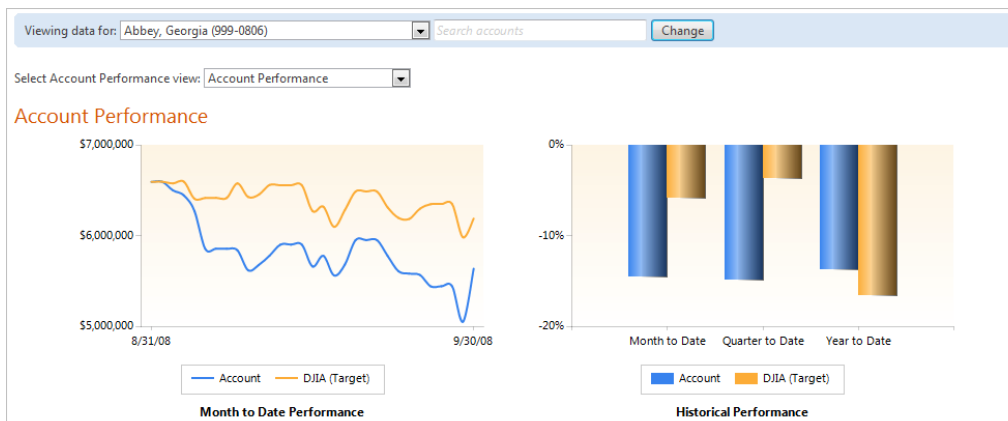 Viewing data for: Abbey, Georgia (999-0806) Search accounts Change
Select Account Performance view: Account Performance
Account Performance
$7,000,000
$6,000,000
$5,000,000
8/31/08 9/30/08
Account DJIA (Target)
Month to Date Performance
0%
-10%
-20%
Month to Date Quarter to Date Year to Date
Account DJIA (Target)
Historical Performance